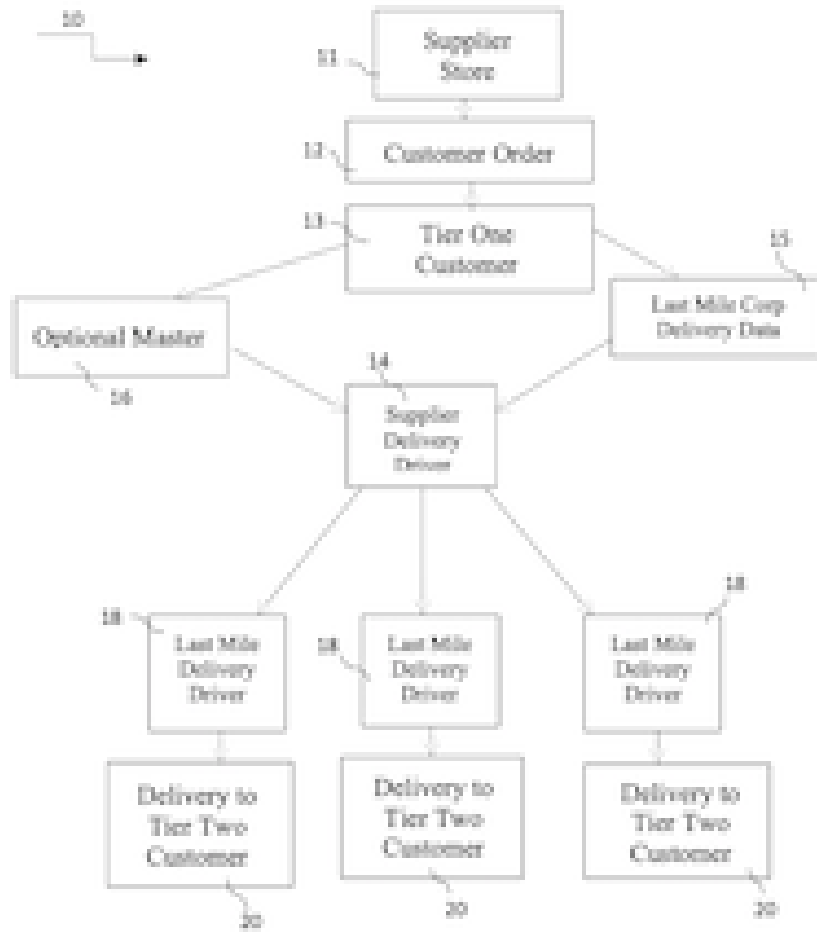 10
Supplier
Store
11
12
Customer Order
13
Tier One
Customer
15
Last Mile Corp
Delivery Data
Optional Master
16
14
Supplier
Delivery
Driver
18
Last Mile
Delivery
Driver
18
Last Mile
Delivery
Driver
18
Last Mile
Delivery
Driver
Delivery to
Tier Two
Customer
20
Delivery to
Tier Two
Customer
20
Delivery to
Tier Two
Customer
20